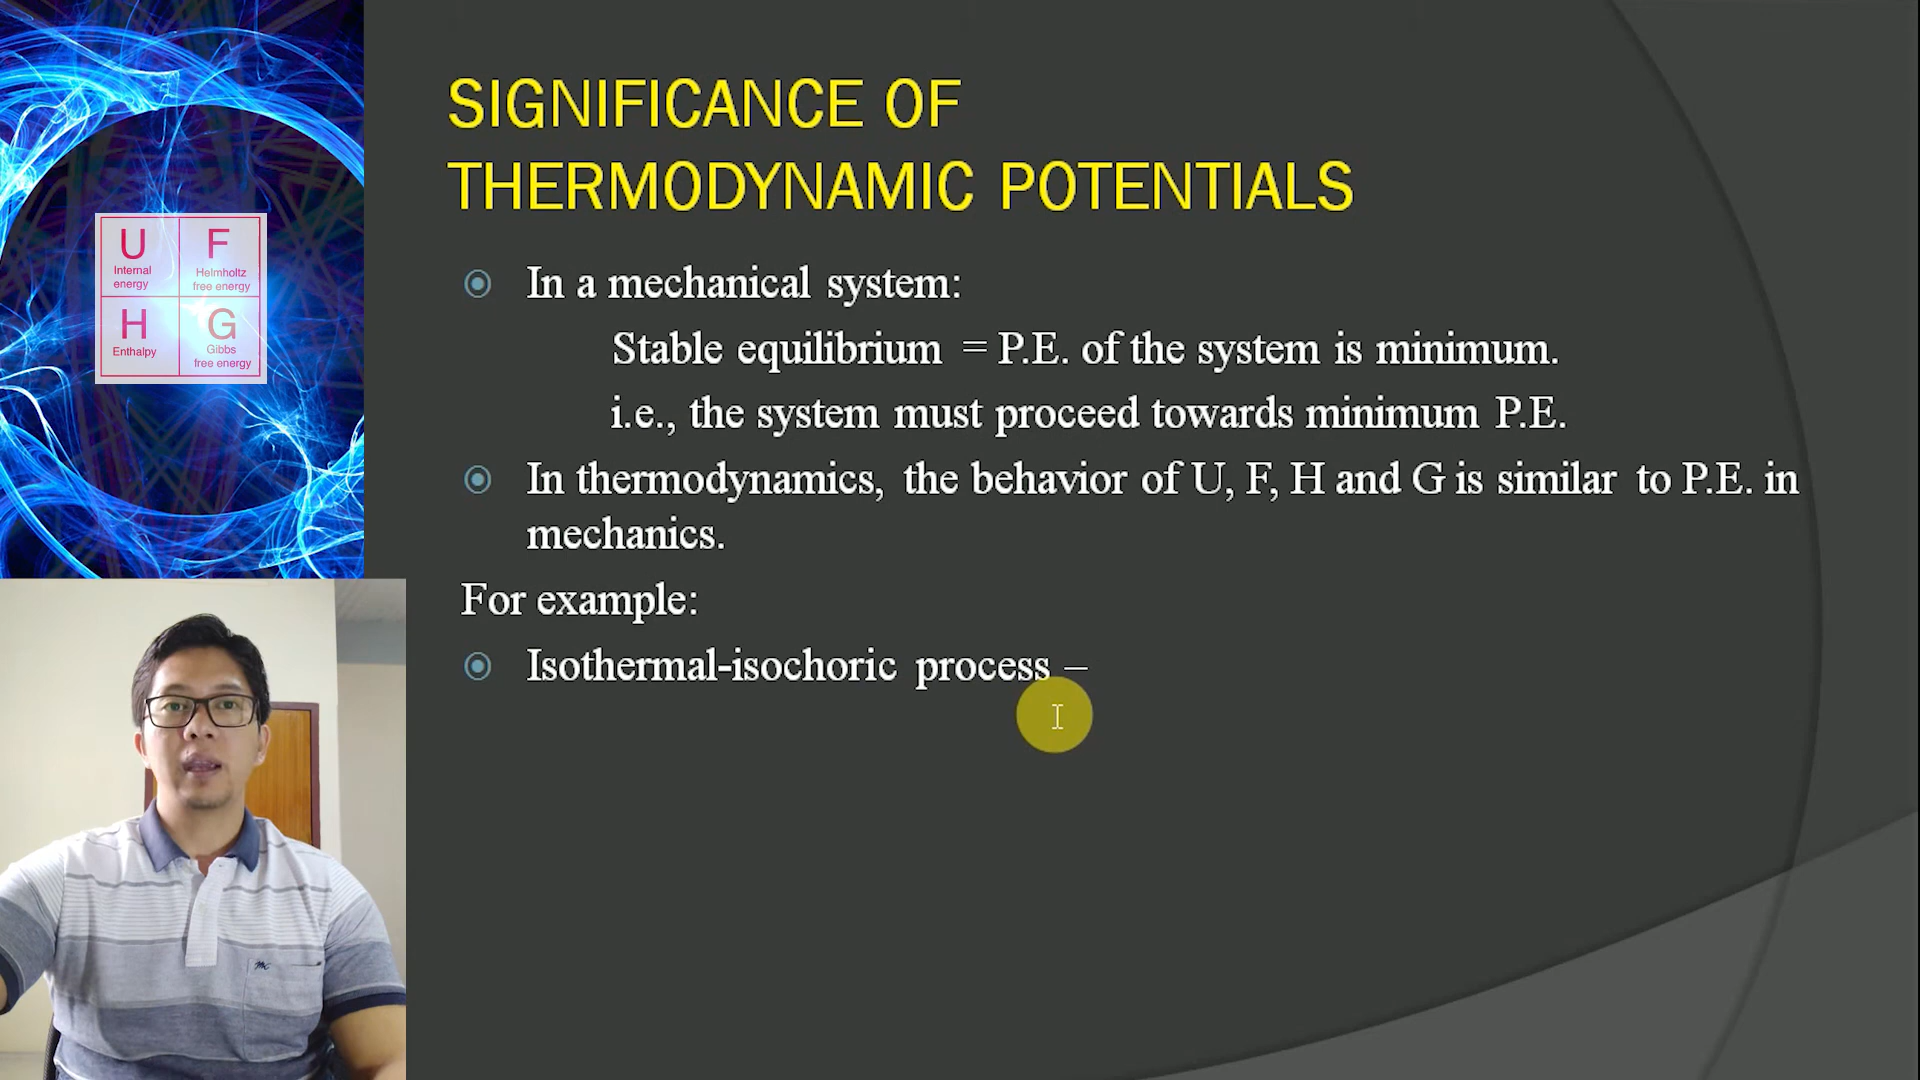 SIGNIFICANCE OF
THERMODYNAMIC POTENTIALS
U
Internal
energy
F
Helmholtz
free energy
H
Enthalpy
G
Gibbs
free energy
In a mechanical system:
Stable equilibrium = P.E. of the system is minimum.
i.e., the system must proceed towards minimum P.E.
In thermodynamics, the behavior of U, F, H and G is similar to P.E. in
mechanics.
For example:
Isothermal-isochoric process –